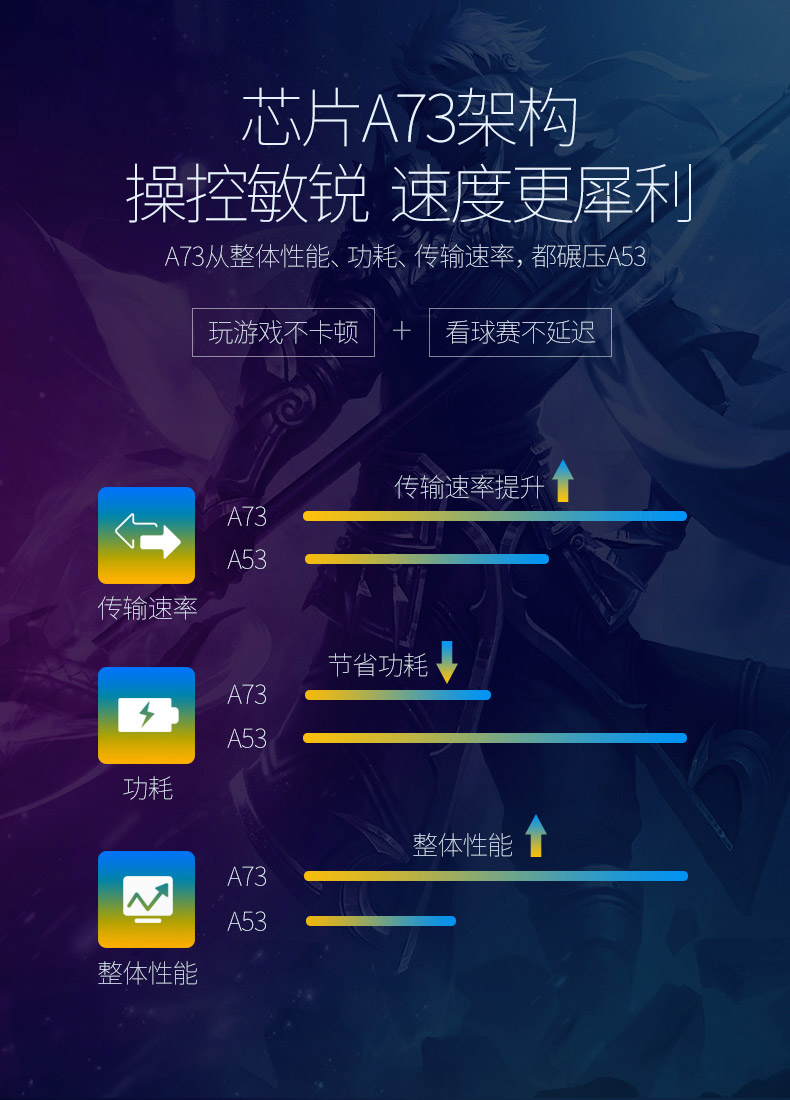 芯片A73架构
操控敏锐 速度更犀利
A73从整体性能、功耗、传输速率，都碾压A53
玩游戏不卡顿 + 看球赛不延迟
传输速率提升
A73
A53
传输速率
节省功耗
A73
A53
功耗
整体性能
A73
A53
整体性能